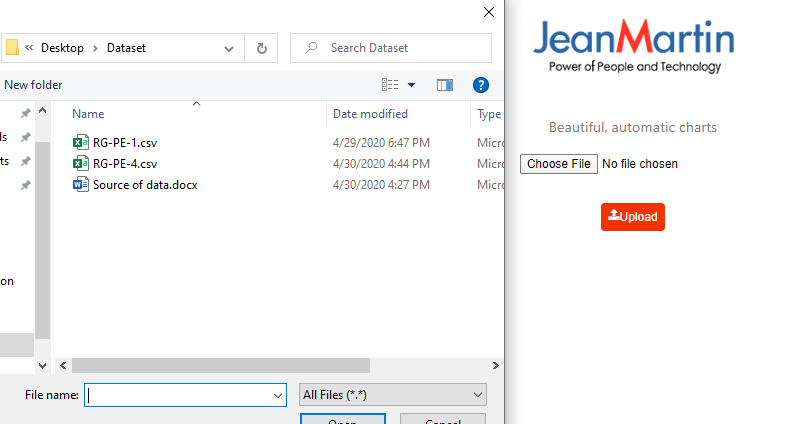 « Desktop > Dataset
Search Dataset
New folder
?
Name
Date modified
Type
RG-PE-1.csv
4/29/2020 6:47 PM
Micro
RG-PE-4.csv
4/30/2020 4:44 PM
Micro
Source of data.docx
4/30/2020 4:27 PM
Micro
ls
ts
on
File name:
All Files (*.*)
Open
Cancel
JeanMartin
Power of People and Technology
Beautiful, automatic charts
Choose File No file chosen
Upload